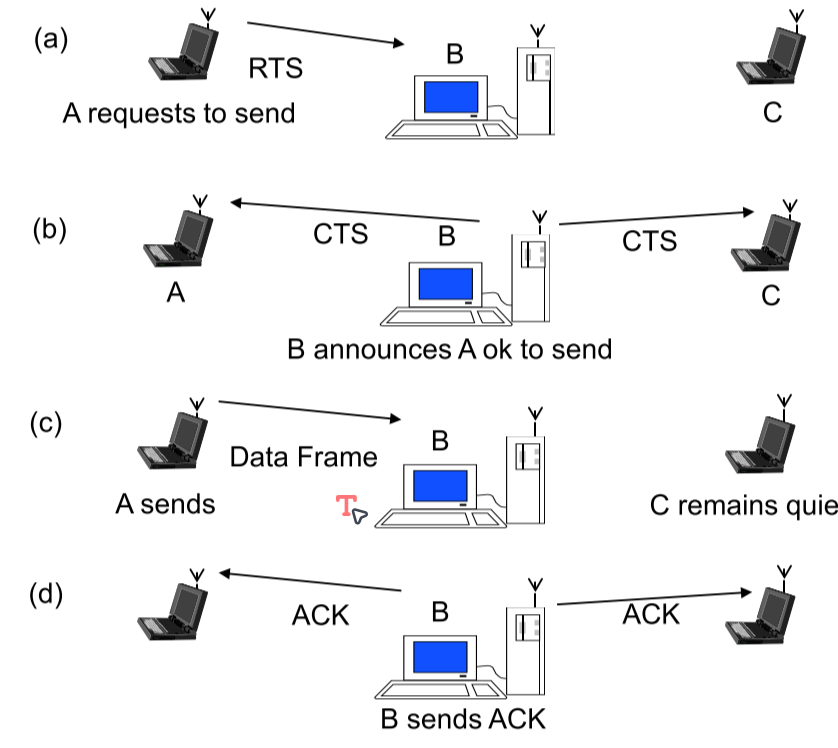 (a)
RTS
B
A requests to send
C
(b)
CTS
B
CTS
A
C
B announces A ok to send
(c)
B
Data Frame
A sends
C remains quie
(d)
ACK
B
ACK
B sends ACK